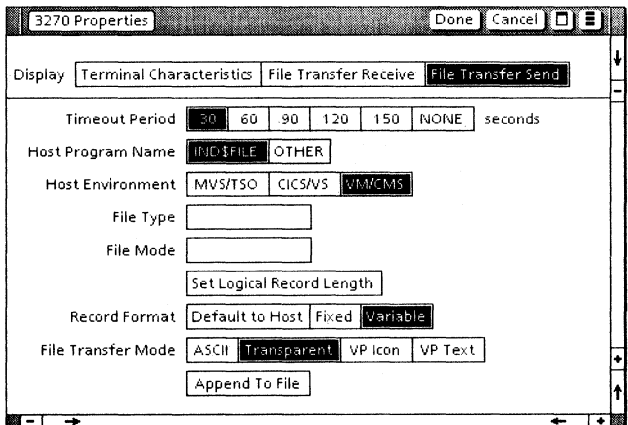 3270 Properties Done Cancel
Display Terminal Characteristics File Transfer Receive File Transfer Send
Timeout Period 30 60 90 120 150 NONE seconds
Host Program Name IND$FILE OTHER
Host Environment MVS/TSO CICS/VS VM/CMS
File Type
File Mode
Set Logical Record Length
Record Format Default to Host Fixed Variable
File Transfer Mode ASCII Transparent VP Icon VP Text
Append To File